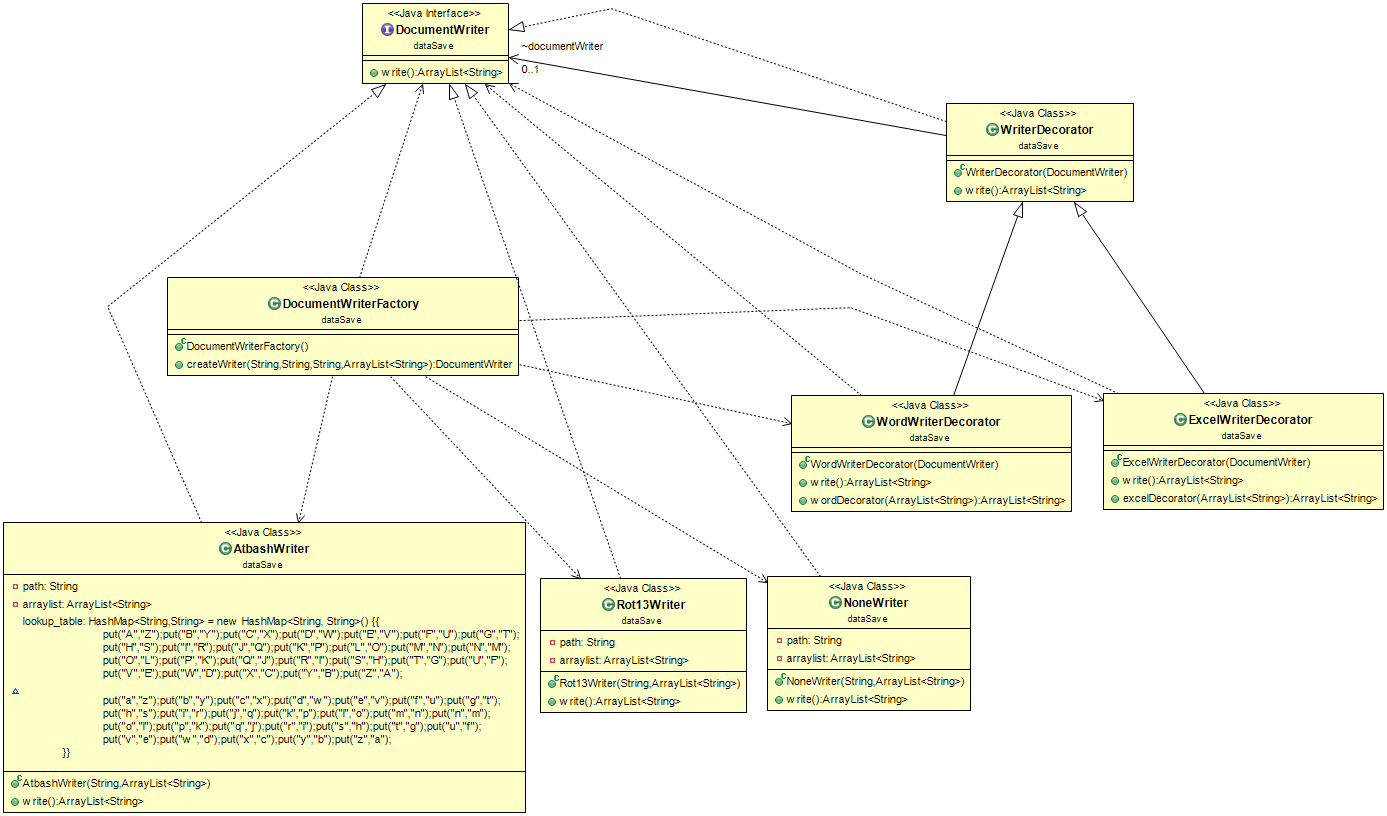 <<Java Interface>>
DocumentWriter
dataSave
write():ArrayList<String>
~documentWriter
0..1
<<Java Class>>
WriterDecorator
dataSave
WriterDecorator(DocumentWriter)
write():ArrayList<String>
<<Java Class>>
DocumentWriterFactory
dataSave
DocumentWriterFactory()
createWriter(String,String,String,ArrayList<String>):DocumentWriter
<<Java Class>>
WordWriterDecorator
dataSave
WordWriterDecorator(DocumentWriter)
write():ArrayList<String>
wordDecorator(ArrayList<String>):ArrayList<String>
<<Java Class>>
ExcelWriterDecorator
dataSave
ExcelWriterDecorator(DocumentWriter)
write():ArrayList<String>
excelDecorator(ArrayList<String>):ArrayList<String>
<<Java Class>>
AtbashWriter
dataSave
path: String
arraylist: ArrayList<String>
lookup_table: HashMap<String,String> = new HashMap<String, String>() {{
put("A","Z");put("B","Y");put("C","X");put("D","W");put("E","V");put("F","U");put("G","T");
put("H","S");put("I","R");put("J","Q");put("K","P");put("L","O");put("M","N");put("N","M");
put("O","L");put("P","K");put("Q","J");put("R","I");put("S","H");put("T","G");put("U","F");
put("V","E");put("W","D");put("X","C");put("Y","B");put("Z","A");
put("a","z");put("b","y");put("c","x");put("d","w");put("e","v");put("f","u");put("g","t");
put("h","s");put("i","r");put("j","q");put("k","p");put("l","o");put("m","n");put("n","m");
put("o","l");put("p","k");put("q","j");put("r","i");put("s","h");put("t","g");put("u","f");
put("v","e");put("w","d");put("x","c");put("y","b");put("z","a");
}}
AtbashWriter(String,ArrayList<String>)
write():ArrayList<String>
<<Java Class>>
Rot13Writer
dataSave
path: String
arraylist: ArrayList<String>
Rot13Writer(String,ArrayList<String>)
write():ArrayList<String>
<<Java Class>>
NoneWriter
dataSave
path: String
arraylist: ArrayList<String>
NoneWriter(String,ArrayList<String>)
write():ArrayList<String>